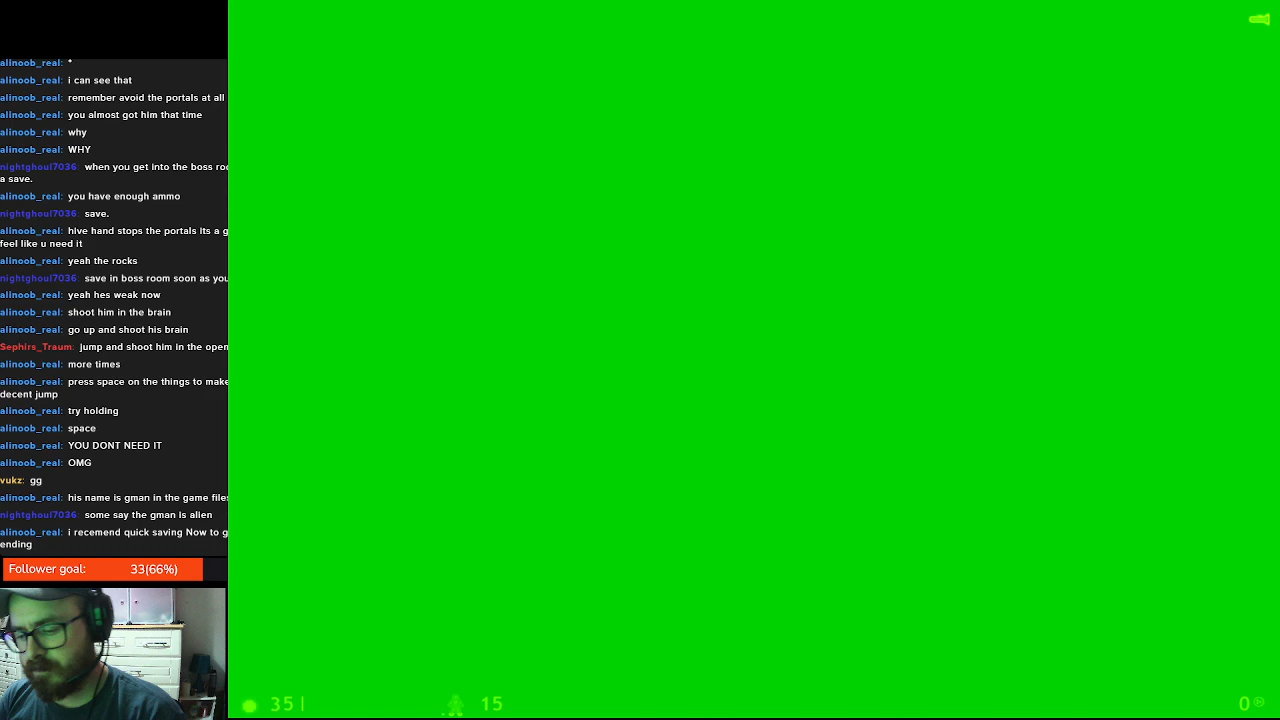 alinoob_real: *
alinoob_real: i can see that
alinoob_real: remember avoid the portals at all
alinoob_real: you almost got him that time
alinoob_real: why
alinoob_real: WHY
nightghoul7036: when you get into the boss
a save.
alinoob_real: you have enough ammo
nightghoul7036: save.
alinoob_real: hive hand stops the portals its a
feel like u need it
alinoob_real: yeah the rocks
nightghoul7036: save in boss room soon as you
alinoob_real: yeah hes weak now
alinoob_real: shoot him in the brain
alinoob_real: go up and shoot his brain
Sephirs_Traum: jump and shoot him in the open
alinoob_real: more times
alinoob_real: press space on the things to make
decent jump
alinoob_real: try holding
alinoob_real: space
alinoob_real: YOU DONT NEED IT
alinoob_real: OMG
vukz: gg
alinoob_real: his name is gman in the game files
nightghoul7036: some say the gman is alien
alinoob_real: i recemend quick saving Now to
ending
Follower goal: 33(66%)
35 | 15 0